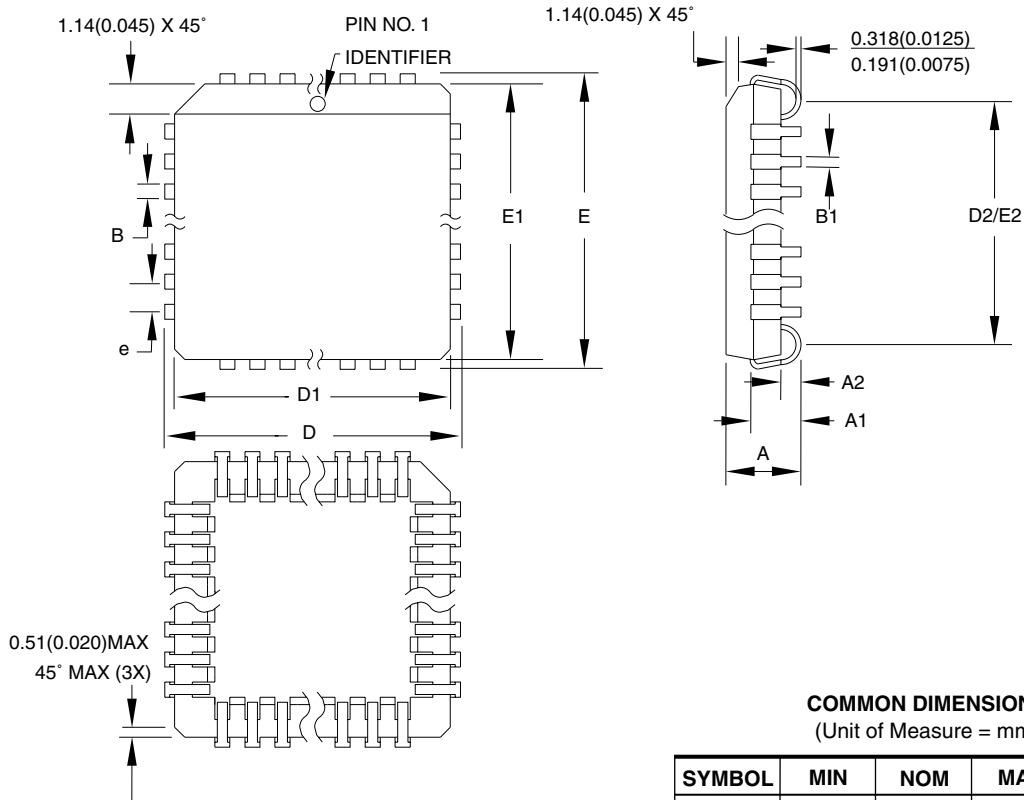 1.14(0.045) X 45˚
PIN NO. 1
IDENTIFIER
1.14(0.045) X 45˚
0.318(0.0125)
0.191(0.0075)
B
e
E1
E
B1
D2/E2
D1
D
A2
A1
A
0.51(0.020)MAX
45˚ MAX (3X)
COMMON DIMENSION
(Unit of Measure = mm
SYMBOL MIN NOM MA